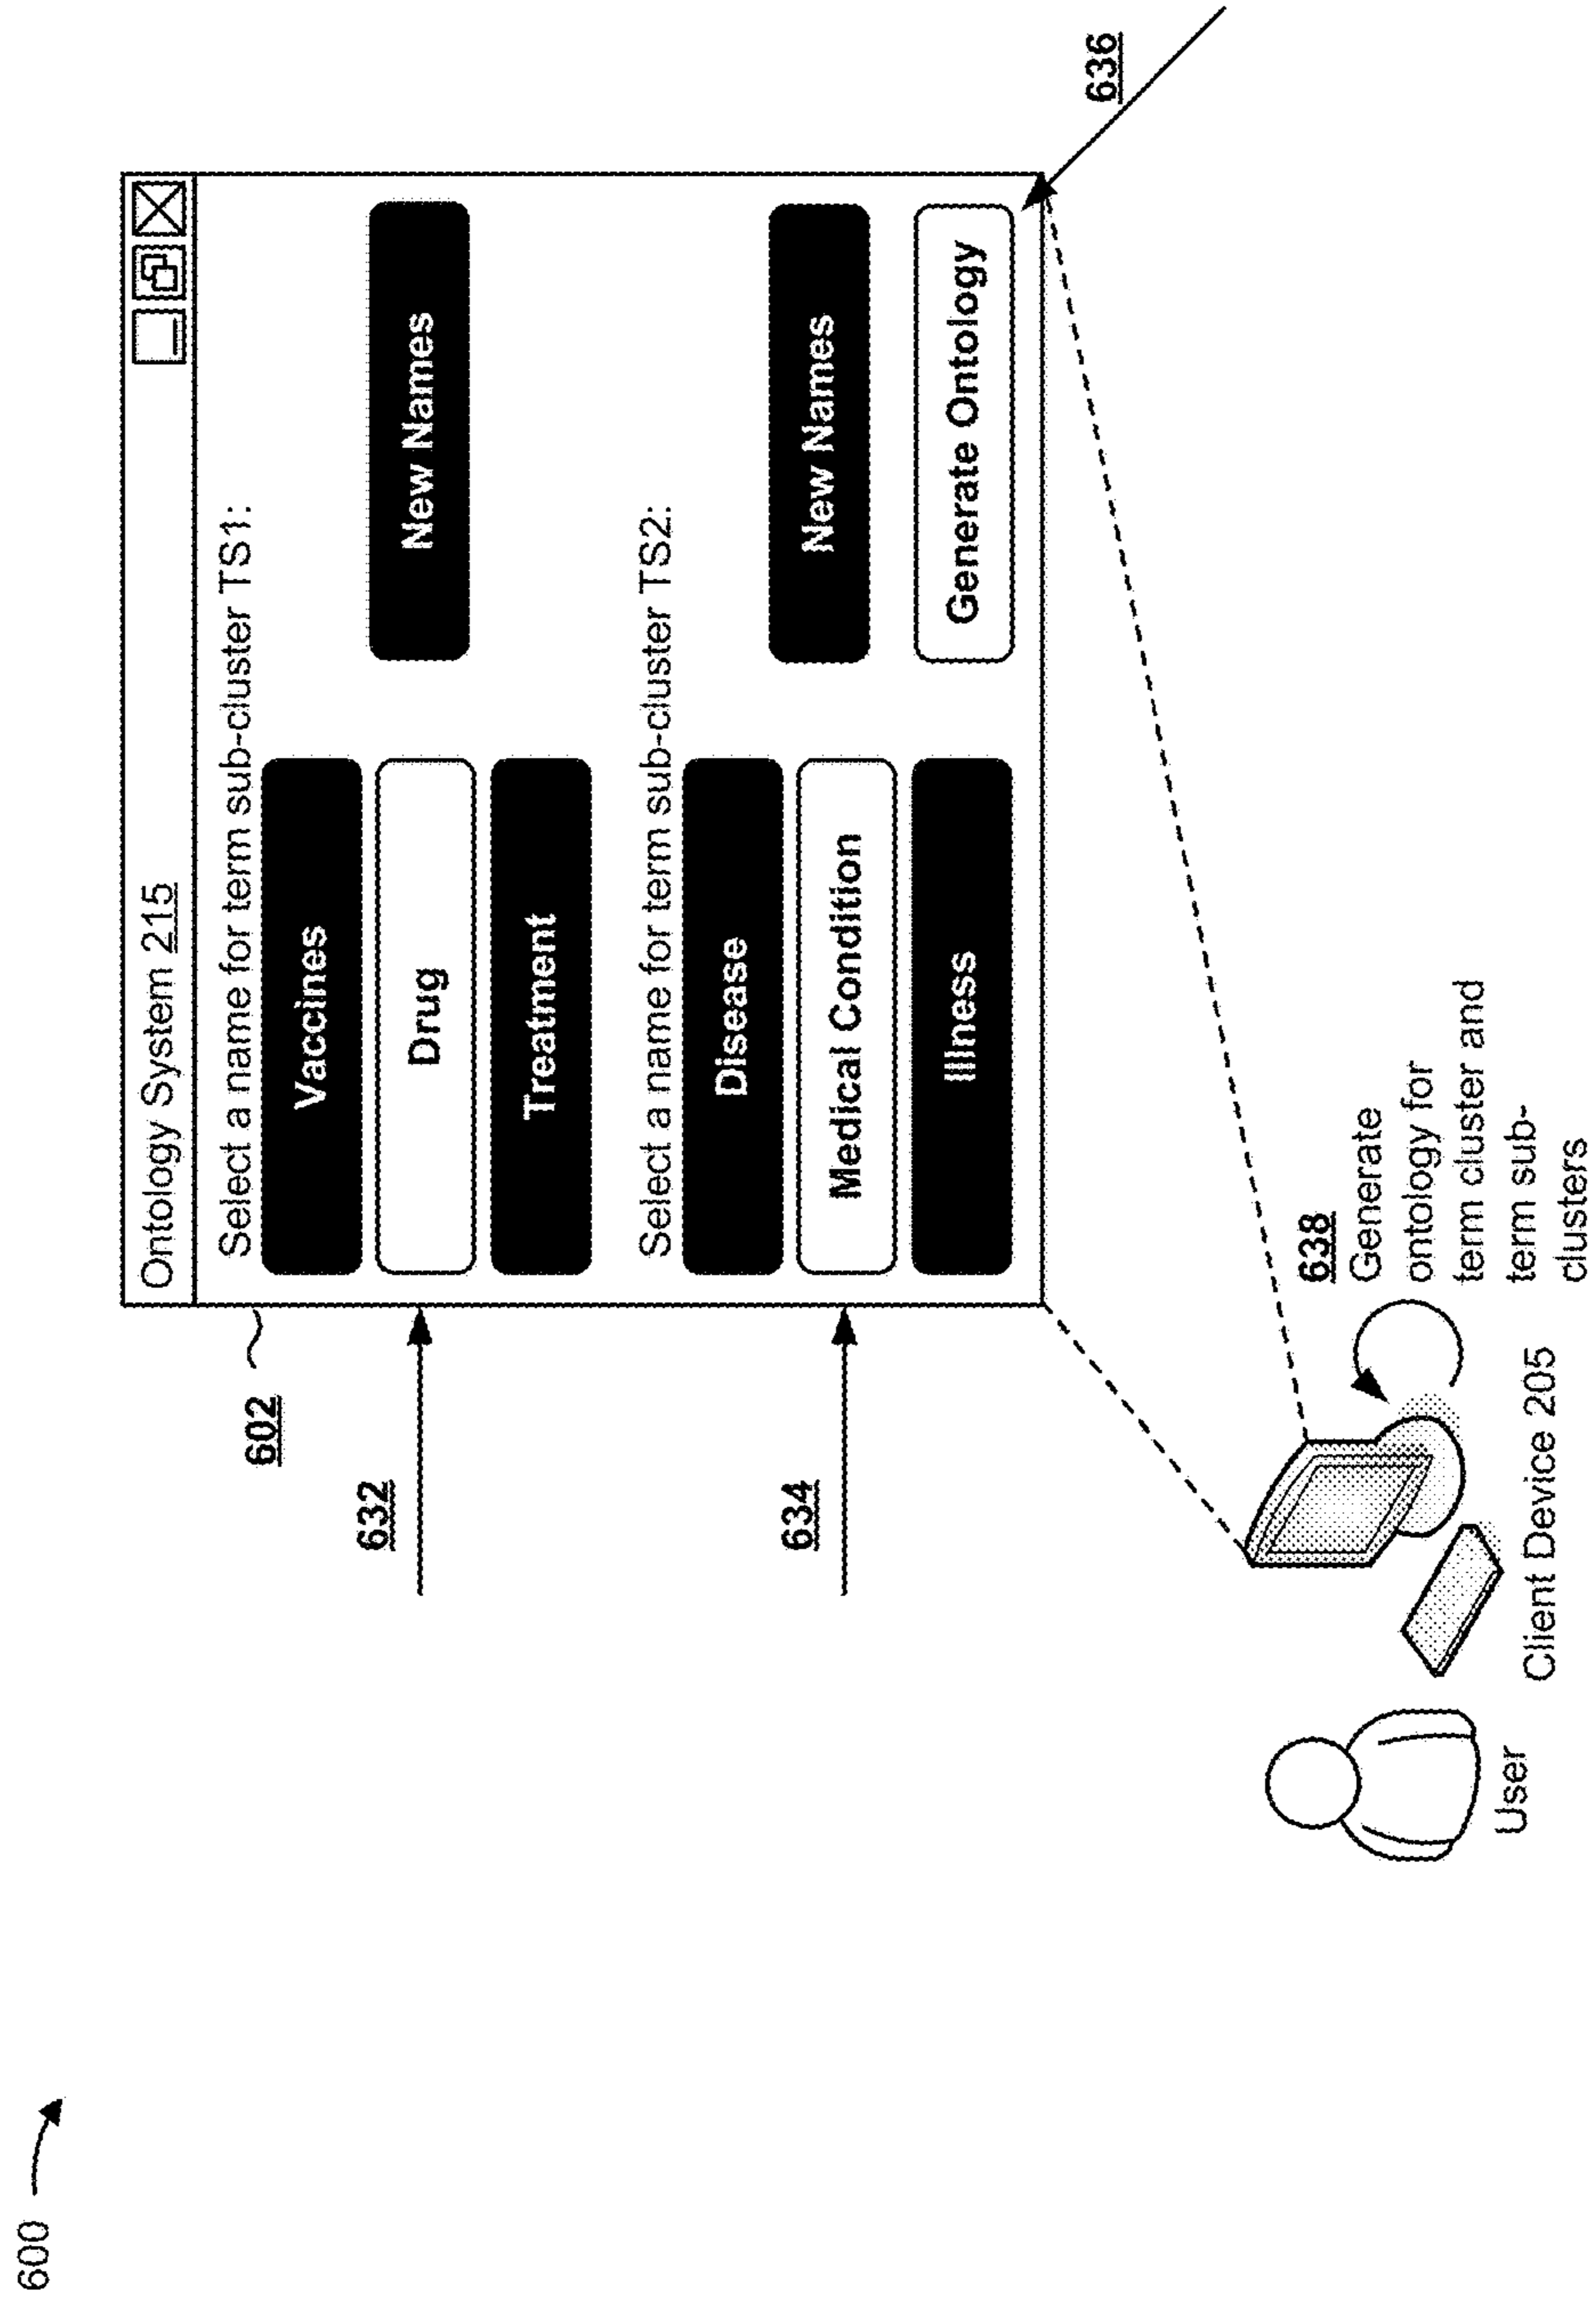 600
Ontology System 215
602
Select a name for term sub-cluster TS1:
Vaccines
632
Drug
New Names
Treatment
Select a name for term sub-cluster TS2:
Disease
634
Medical Condition
New Names
Illness
Generate Ontology
636
638
Generate
ontology for
term cluster and
term sub-
clusters
User
Client Device 205